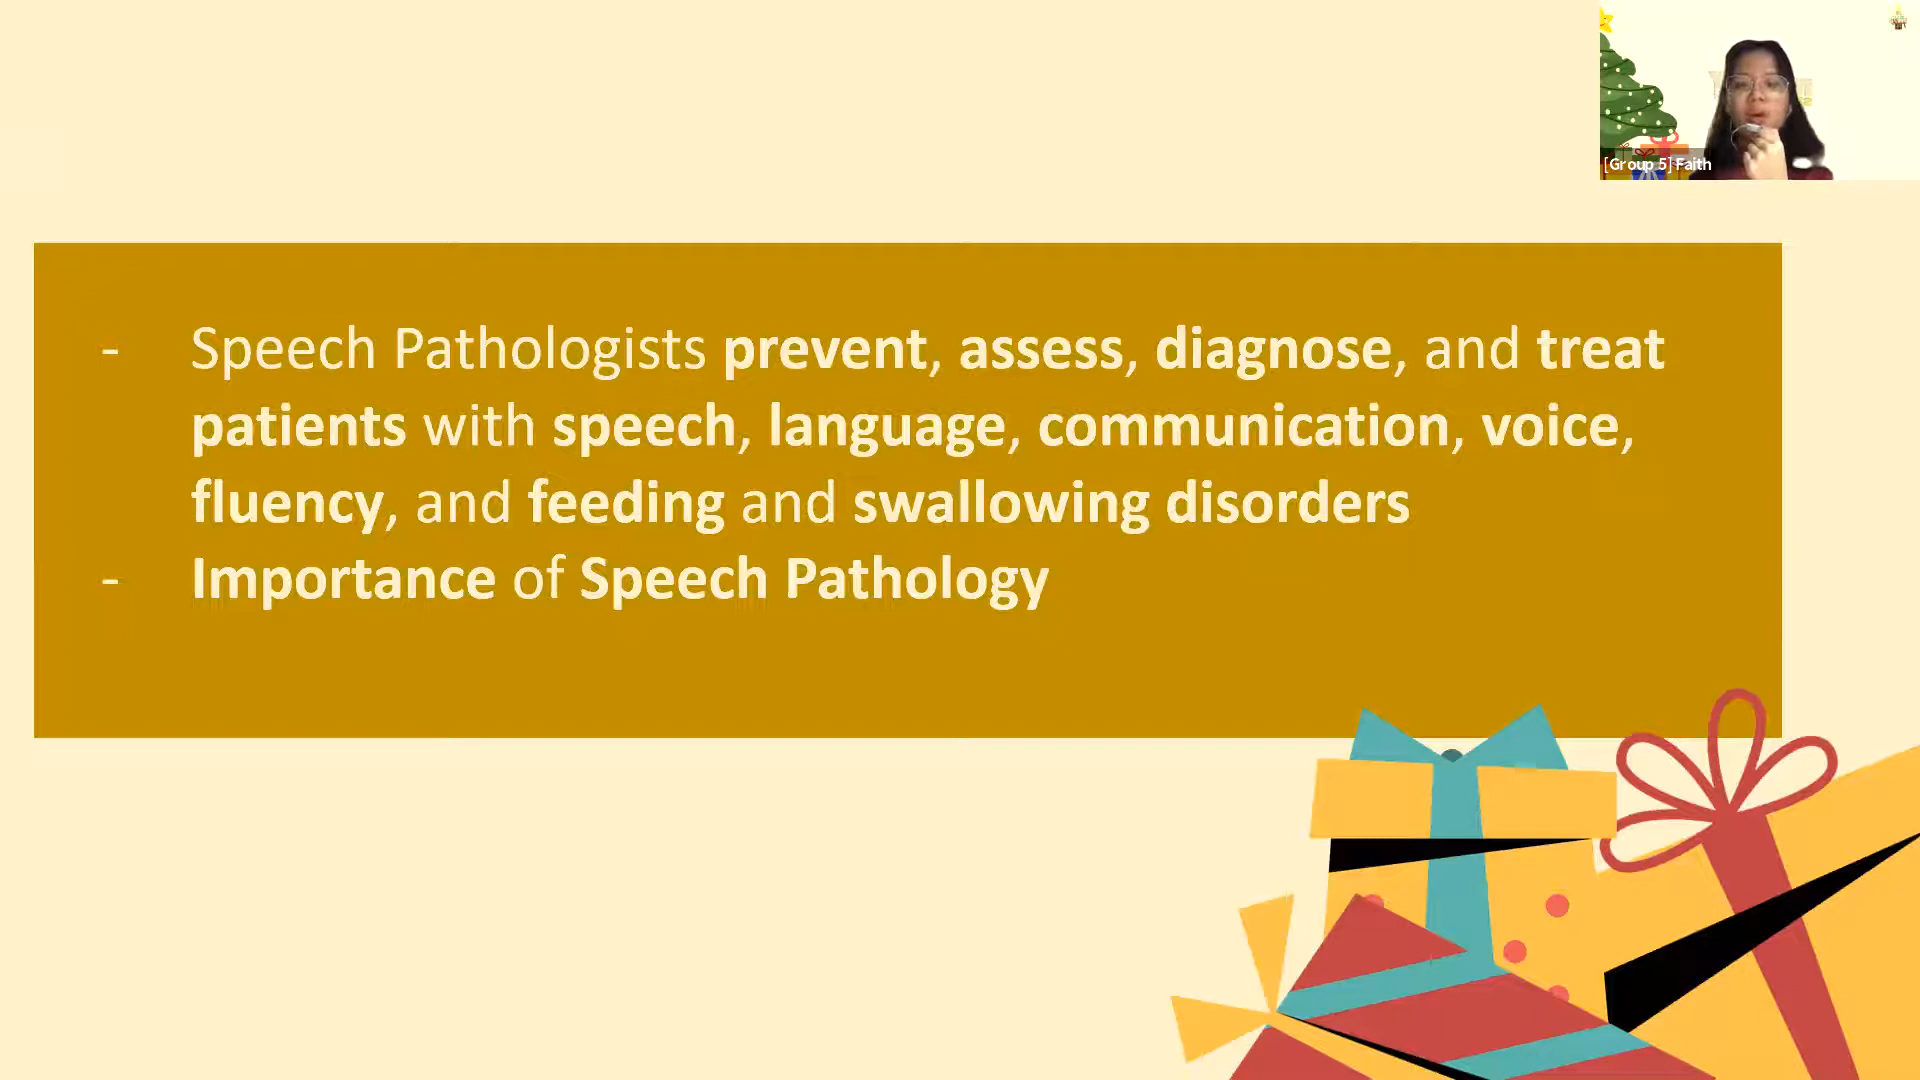 [Group 5] Faith
- Speech Pathologists prevent, assess, diagnose, and treat
patients with speech, language, communication, voice,
fluency, and feeding and swallowing disorders
- Importance of Speech Pathology